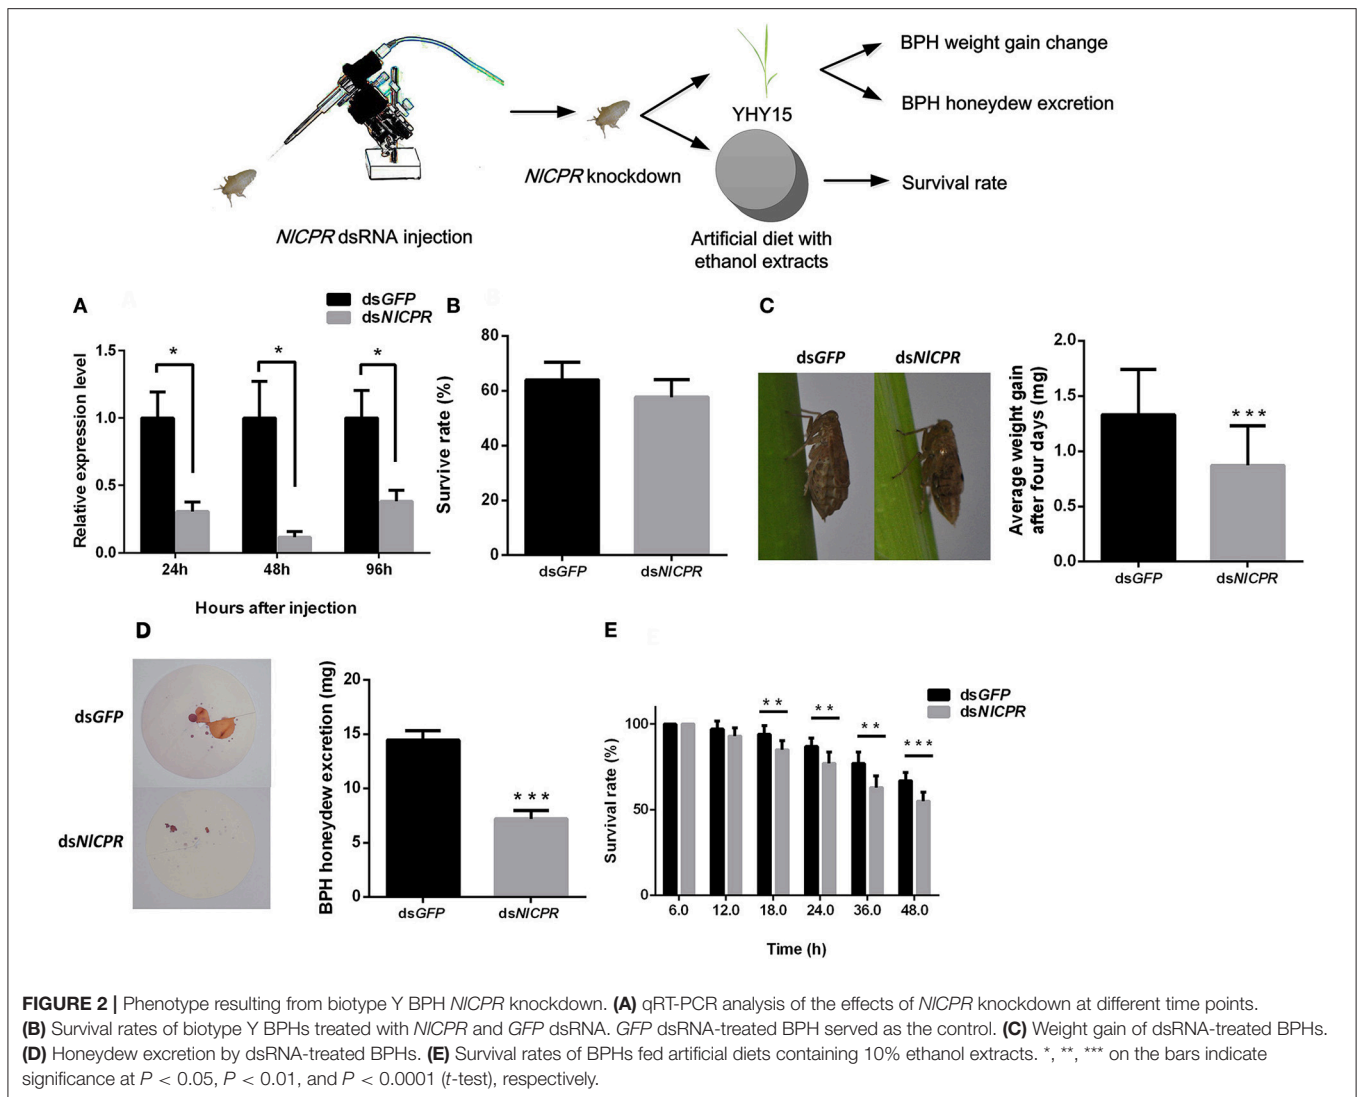 BPH weight gain change
BPH honeydew excretion
YHY15
NlCPR knockdown
Survival rate
NlCPR dsRNA injection
Artificial diet with
ethanol extracts
A
dsGFP
dsNlCPR
Relative expression level
1.5
1.0
0.5
0.0
*
*
*
24h
48h
96h
Hours after injection
B
Survive rate (%)
80
60
40
20
0
dsGFP
dsNlCPR
C
dsGFP
dsNlCPR
Average weight gain
after four days (mg)
2.0
1.5
1.0
0.5
0.0
***
dsGFP
dsNlCPR
D
dsGFP
dsNlCPR
BPH honeydew excretion (mg)
20
15
10
5
0
***
dsGFP
dsNlCPR
E
dsGFP
dsNlCPR
Survival rate (%)
100
50
0
**
**
**
***
6.0
12.0
18.0
24.0
36.0
48.0
Time (h)
FIGURE 2 | Phenotype resulting from biotype Y BPH NlCPR knockdown. (A) qRT-PCR analysis of the effects of NlCPR knockdown at different time points.
(B) Survival rates of biotype Y BPHs treated with NlCPR and GFP dsRNA. GFP dsRNA-treated BPH served as the control. (C) Weight gain of dsRNA-treated BPHs.
(D) Honeydew excretion by dsRNA-treated BPHs. (E) Survival rates of BPHs fed artificial diets containing 10% ethanol extracts. *, **, *** on the bars indicate
significance at P < 0.05, P < 0.01, and P < 0.0001 (t-test), respectively.